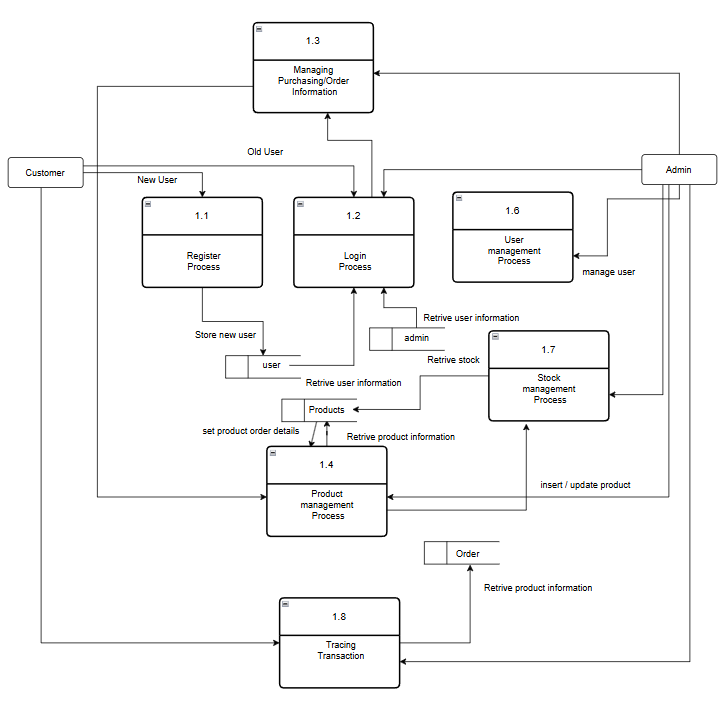 1.3
Managing
Purchasing/Order
Information
Old User
Customer
Admin
New User
1.1
Register
Process
1.2
Login
Process
1.6
User
management
Process
manage user
Retrive user information
admin
Store new user
user
Retrive stock
1.7
Stock
management
Process
Retrive user information
Products
set product order details
Retrive product information
1.4
Product
management
Process
insert / update product
Order
Retrive product information
1.8
Tracing
Transaction